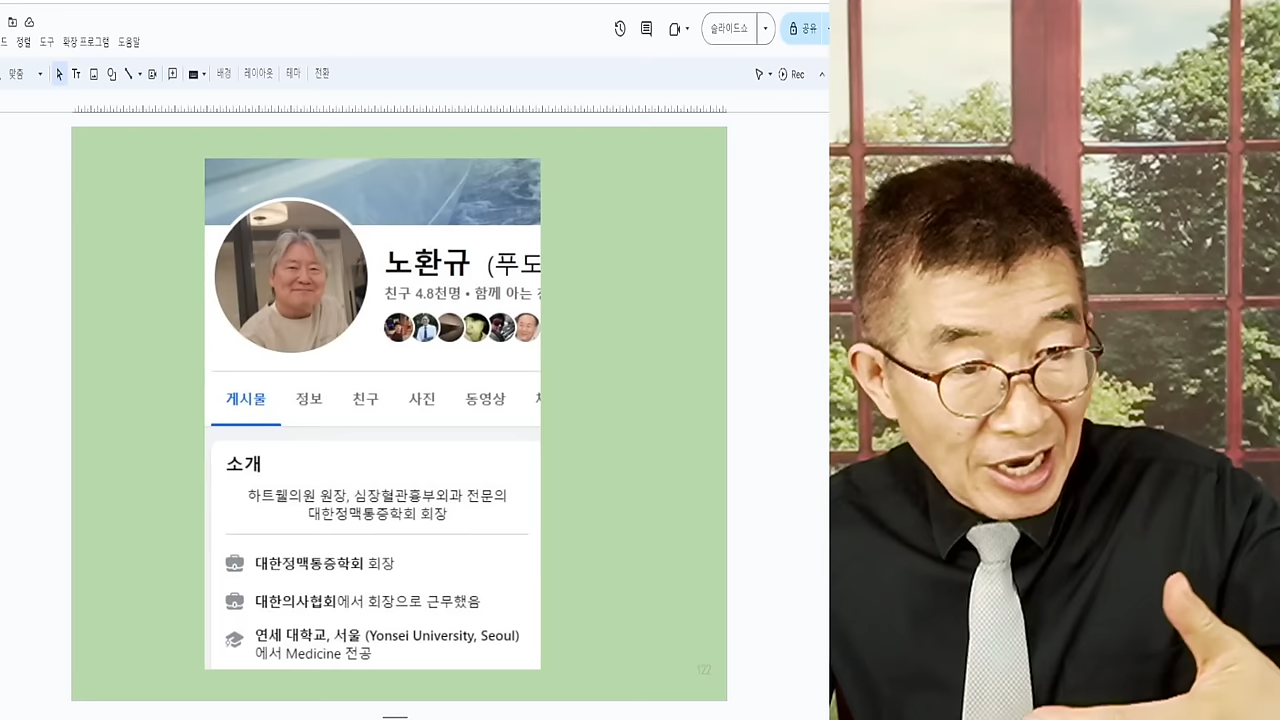 정렬 도구 확장 프로그램 도움말
슬라이드쇼
공유
맞춤
Tт
배경 레이아웃 테마 전환
Rec
노환규 (푸도
친구 4.8천명 • 함께 아는
게시물 정보 친구 사진 동영상
소개
하트웰의원 원장, 심장혈관흉부외과 전문의
대한정맥통증학회 회장
대한정맥통증학회 회장
대한의사협회에서 회장으로 근무했음
연세 대학교, 서울 (Yonsei University, Seoul)
에서 Medicine 전공
122